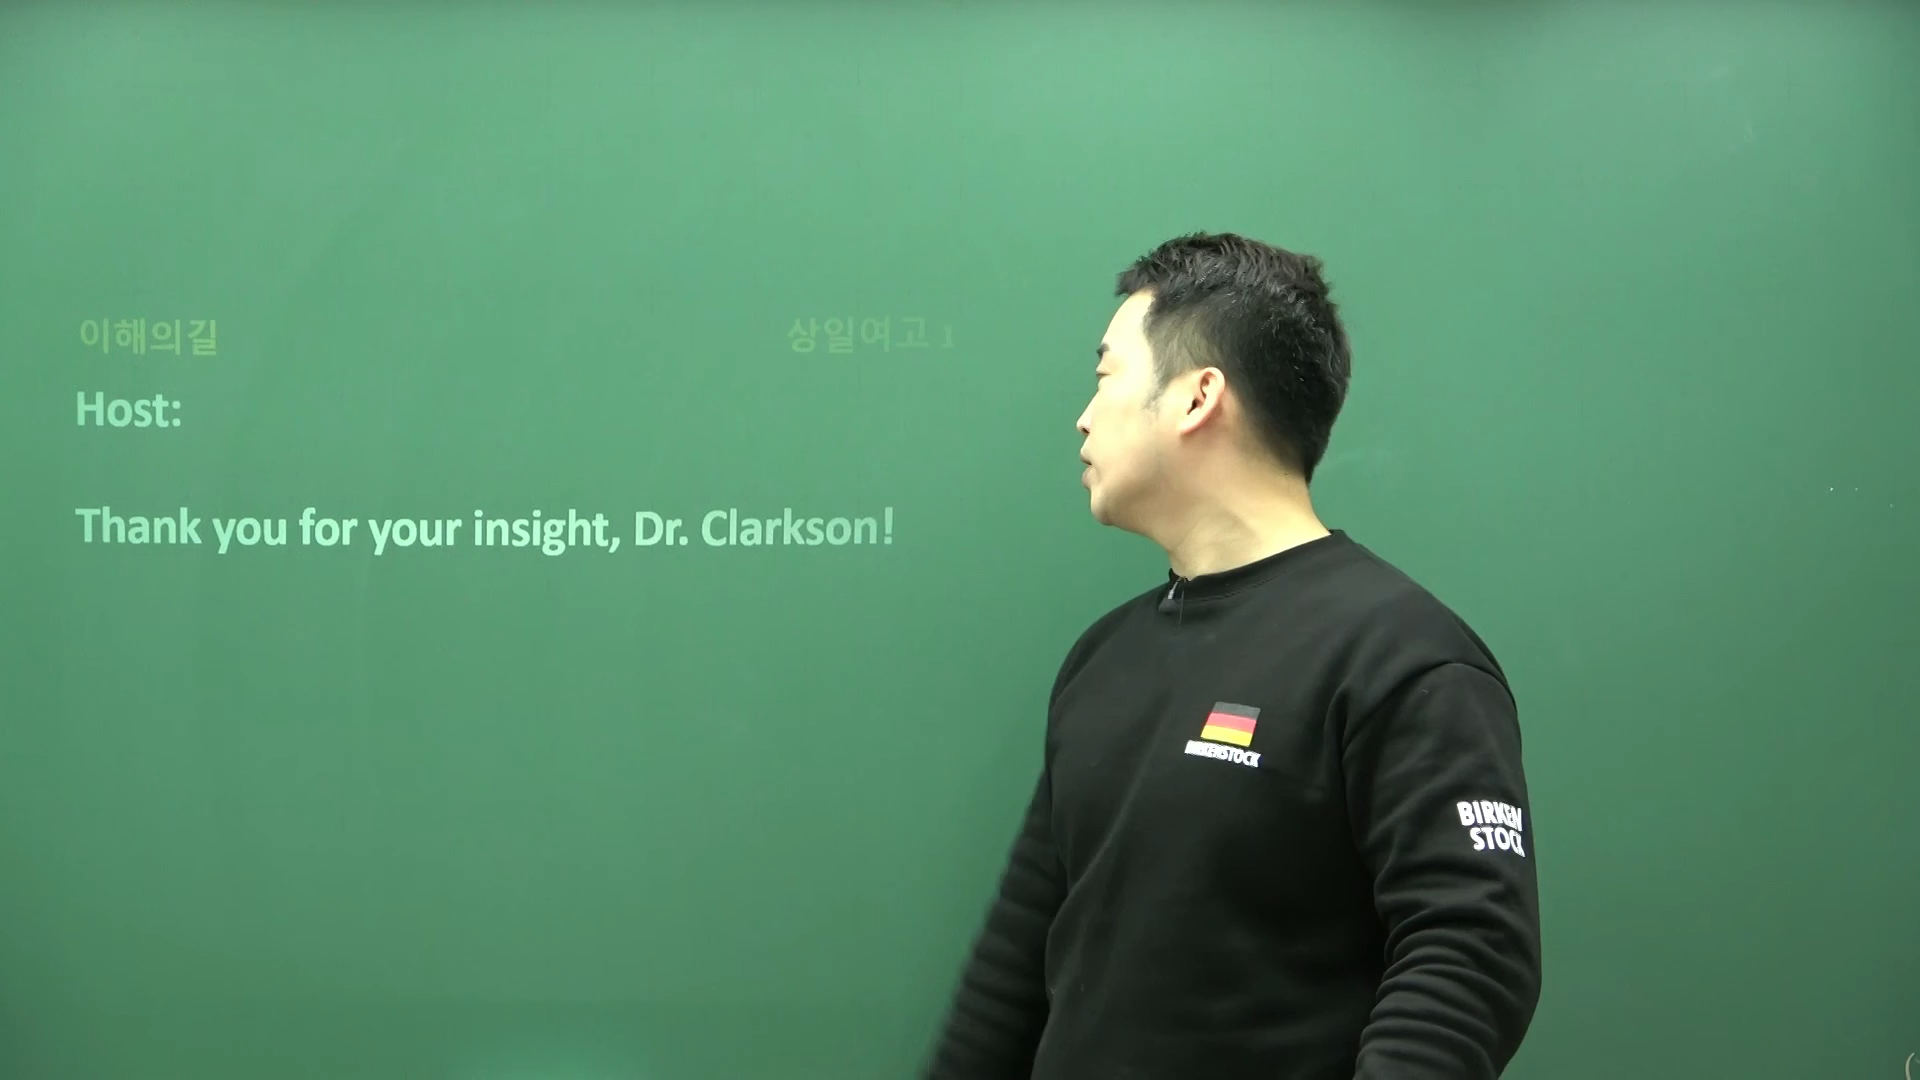 이해의길 상일여고 1
Host:
Thank you for your insight, Dr. Clarkson!
BIRKENSTOCK
BIRKEN
STOCK